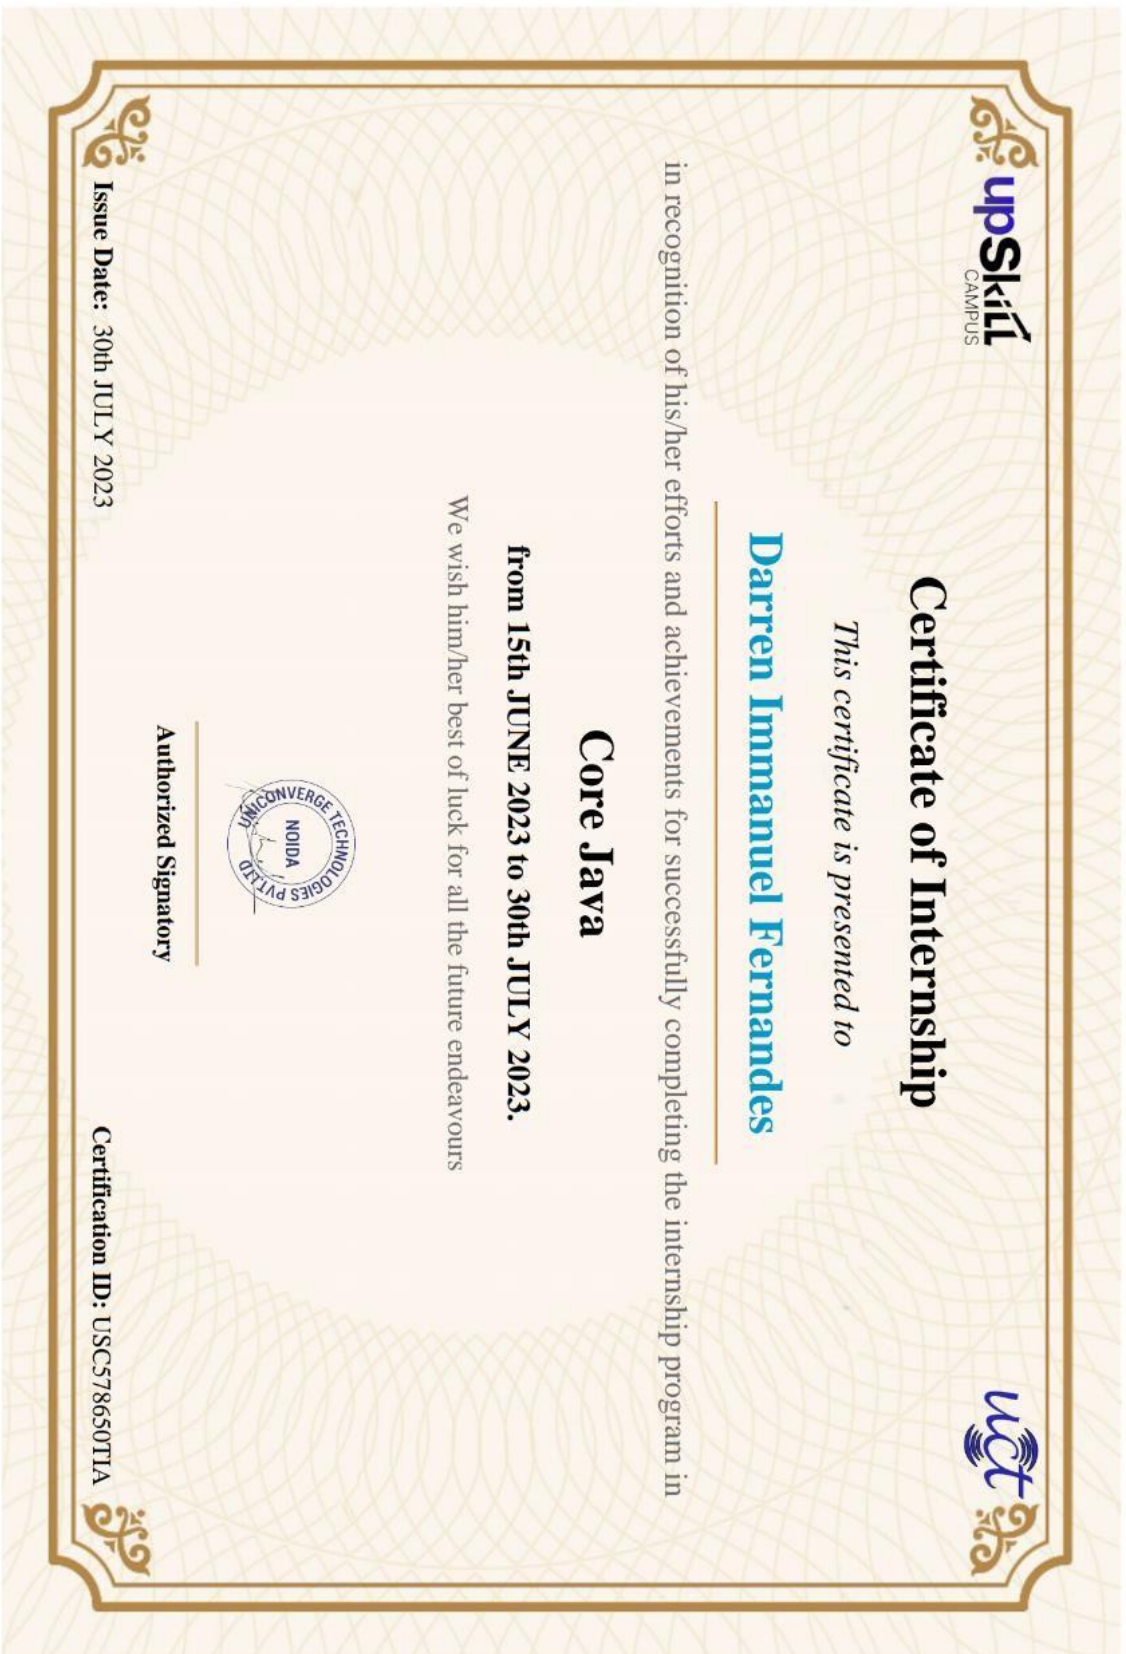 upSkill
CAMPUS
uct
Certificate of Internship
This certificate is presented to
Darren Immanuel Fernandes
in recognition of his/her efforts and achievements for successfully completing the internship program in
Core Java
from 15th JUNE 2023 to 30th JULY 2023.
We wish him/her best of luck for all the future endeavours
UNICONVERGE TECHNOLOGIES PVT.LTD
NOIDA
Authorized Signatory
Issue Date: 30th JULY 2023
Certification ID: USC578650TIA